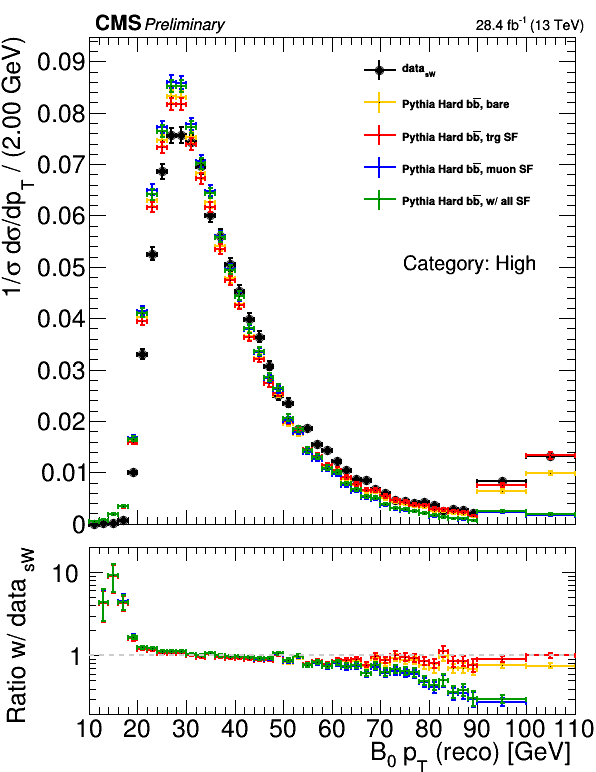 CMS Preliminary 28.4 fb⁻¹ (13 TeV)
1/σ dσ/dp_T / (2.00 GeV)
0.09
0.08
0.07
0.06
0.05
0.04
0.03
0.02
0.01
0
data_sW
Pythia Hard bb̅, bare
Pythia Hard bb̅, trg SF
Pythia Hard bb̅, muon SF
Pythia Hard bb̅, w/ all SF
Category: High
Ratio w/ data_sW
10
1
10 20 30 40 50 60 70 80 90 100 110
B₀ p_T (reco) [GeV]